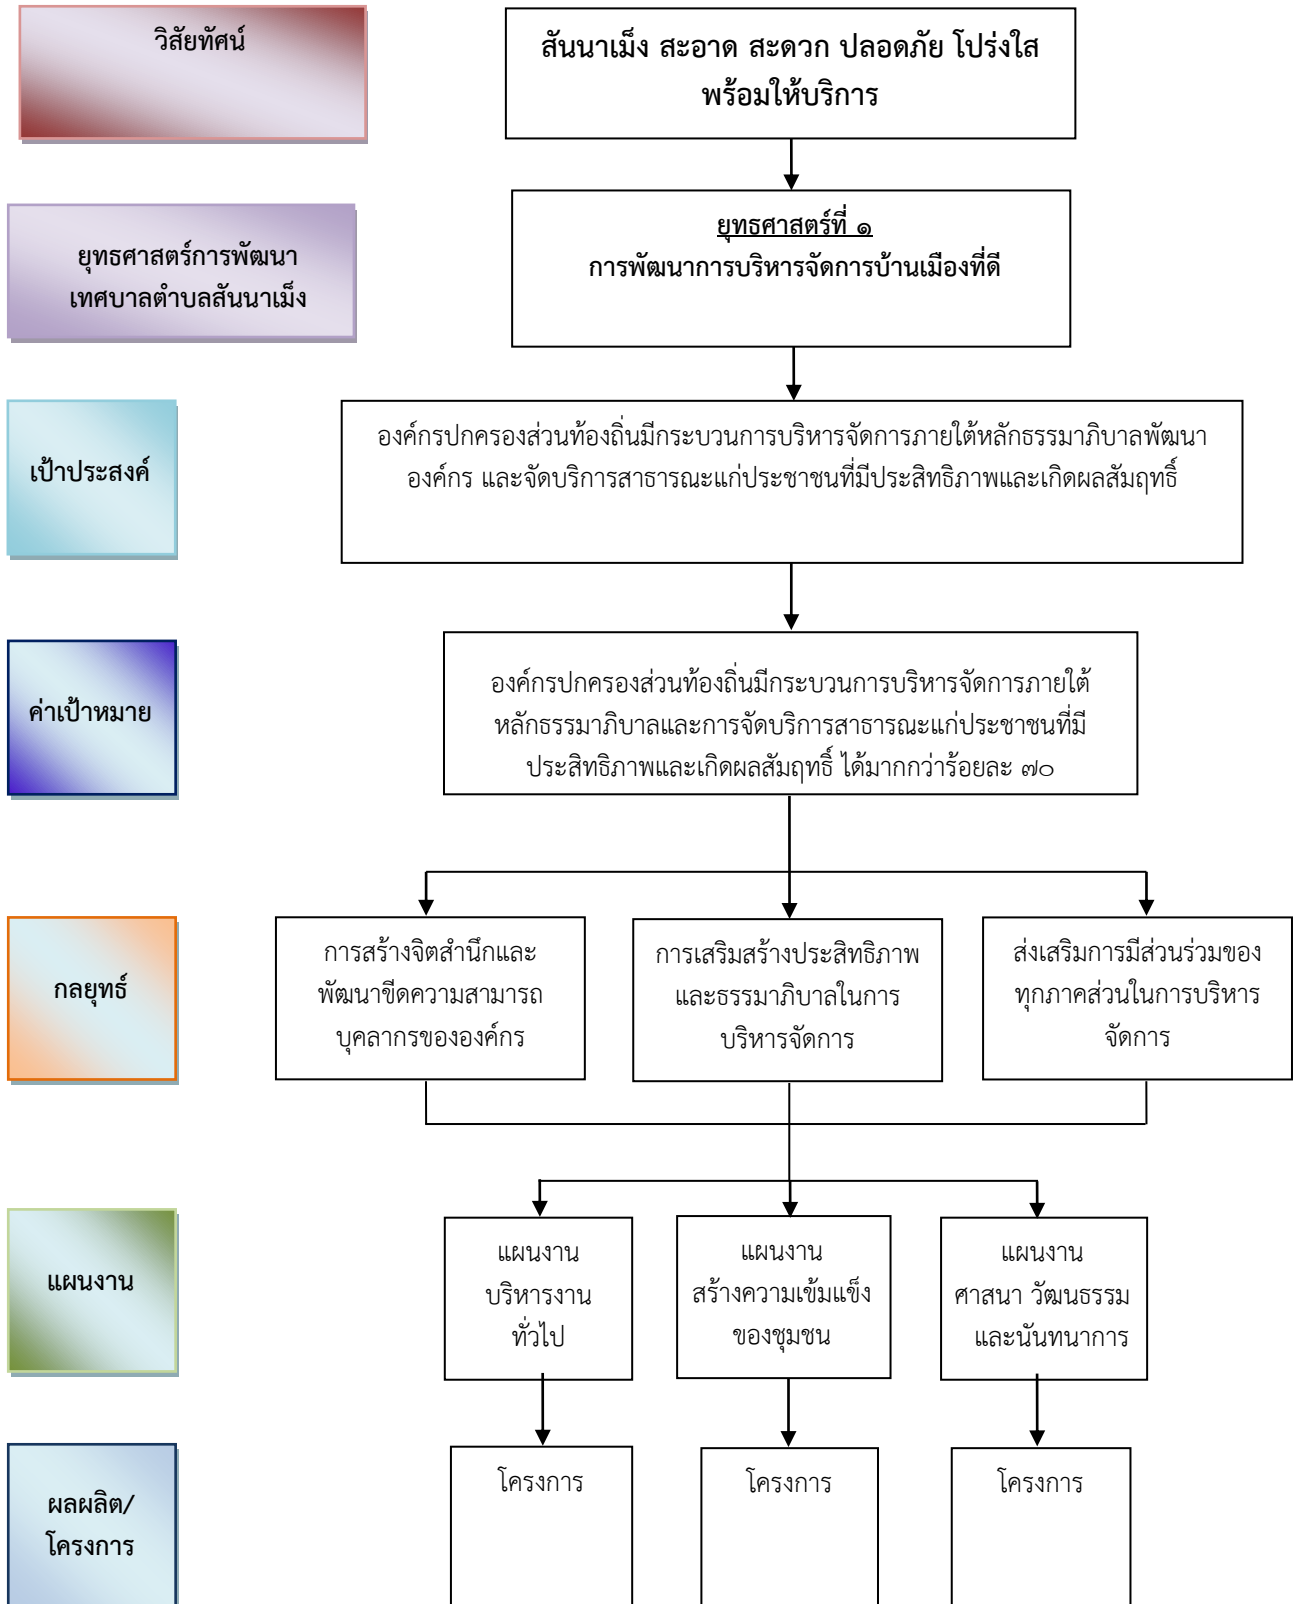 วิสัยทัศน์
สันนาเม็ง สะอาด สะดวก ปลอดภัย โปร่งใส
พร้อมให้บริการ
ยุทธศาสตร์การพัฒนา
เทศบาลตำบลสันนาเม็ง
ยุทธศาสตร์ที่ ๑
การพัฒนาการบริหารจัดการบ้านเมืองที่ดี
เป้าประสงค์
องค์กรปกครองส่วนท้องถิ่นมีกระบวนการบริหารจัดการภายใต้หลักธรรมาภิบาลพัฒนา
องค์กร และจัดบริการสาธารณะแก่ประชาชนที่มีประสิทธิภาพและเกิดผลสัมฤทธิ์
ค่าเป้าหมาย
องค์กรปกครองส่วนท้องถิ่นมีกระบวนการบริหารจัดการภายใต้
หลักธรรมาภิบาลและการจัดบริการสาธารณะแก่ประชาชนที่มี
ประสิทธิภาพและเกิดผลสัมฤทธิ์ ได้มากกว่าร้อยละ ๗๐
กลยุทธ์
การสร้างจิตสำนึกและ
พัฒนาขีดความสามารถ
บุคลากรขององค์กร
การเสริมสร้างประสิทธิภาพ
และธรรมาภิบาลในการ
บริหารจัดการ
ส่งเสริมการมีส่วนร่วมของ
ทุกภาคส่วนในการบริหาร
จัดการ
แผนงาน
แผนงาน
บริหารงาน
ทั่วไป
แผนงาน
สร้างความเข้มแข็ง
ของชุมชน
แผนงาน
ศาสนา วัฒนธรรม
และนันทนาการ
ผลผลิต/
โครงการ
โครงการ
โครงการ
โครงการ